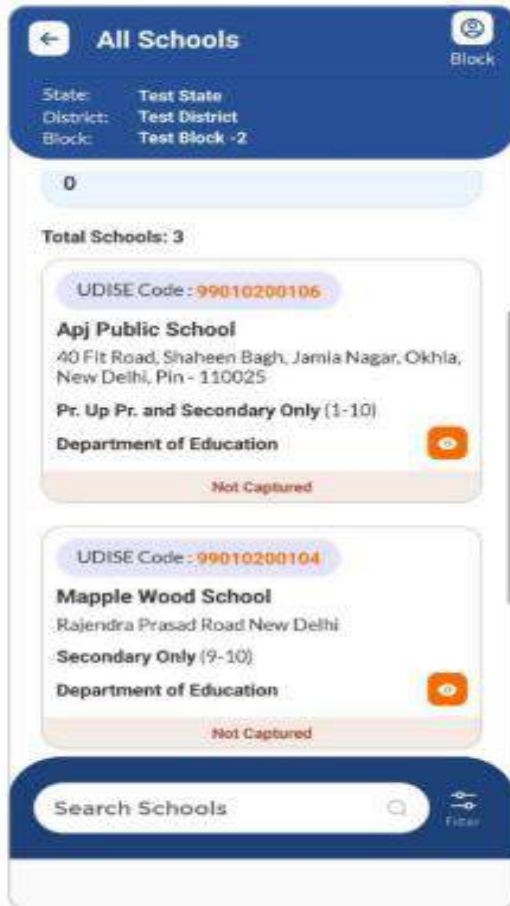 All Schools
Block
State: Test State
District: Test District
Block: Test Block -2
0
Total Schools: 3
UDISE Code : 99010200106
Apj Public School
40 Fit Road, Shaheen Bagh, Jamia Nagar, Okhla,
New Delhi, Pin - 110025
Pr. Up Pr. and Secondary Only (1-10)
Department of Education
Not Captured
UDISE Code : 99010200104
Mapple Wood School
Rajendra Prasad Road New Delhi
Secondary Only (9-10)
Department of Education
Not Captured
Search Schools
Filter